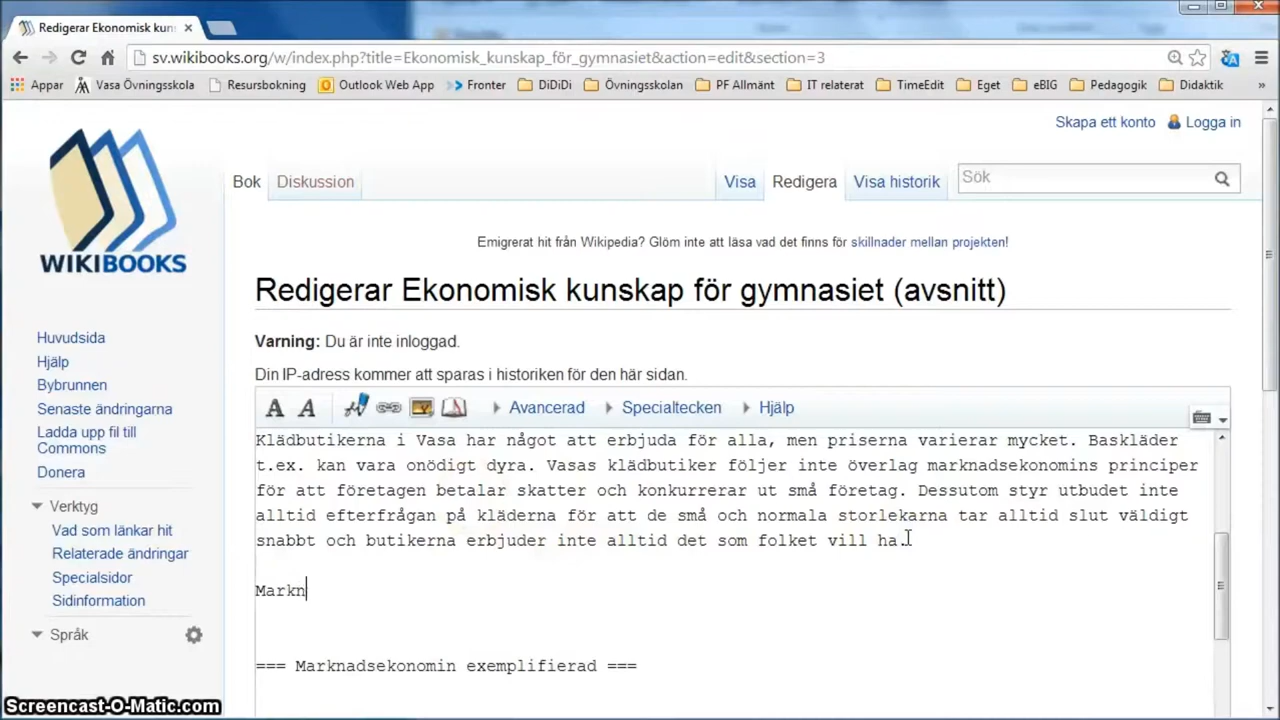 Redigerar Ekonomisk kun
sv.wikibooks.org/w/index.php?title=Ekonomisk_kunskap_för_gymnasiet&action=edit&section=3
Appar Vasa Övningsskola Resursbokning Outlook Web App Fronter DiDiDi Övningsskolan PF Allmänt IT relaterat TimeEdit Eget eBIG Pedagogik Didaktik »
Skapa ett konto Logga in
Bok Diskussion Visa Redigera Visa historik Sök
WIKIBOOKS
Emigrerat hit från Wikipedia? Glöm inte att läsa vad det finns för skillnader mellan projekten!
Redigerar Ekonomisk kunskap för gymnasiet (avsnitt)
Varning: Du är inte inloggad.
Din IP-adress kommer att sparas i historiken för den här sidan.
Huvudsida
Hjälp
Bybrunnen
Senaste ändringarna
Ladda upp fil till
Commons
Donera
Verktyg
Vad som länkar hit
Relaterade ändringar
Specialsidor
Sidinformation
Språk
A A Avancerad Specialtecken Hjälp
Klädbutikerna i Vasa har något att erbjuda för alla, men priserna varierar mycket. Baskläder
t.ex. kan vara onödigt dyra. Vasas klädbutiker följer inte överlag marknadsekonomins principer
för att företagen betalar skatter och konkurrerar ut små företag. Dessutom styr utbudet inte
alltid efterfrågan på kläderna för att de små och normala storlekarna tar alltid slut väldigt
snabbt och butikerna erbjuder inte alltid det som folket vill ha.
Markn
=== Marknadsekonomin exemplifierad ===
Screencast-O-Matic.com